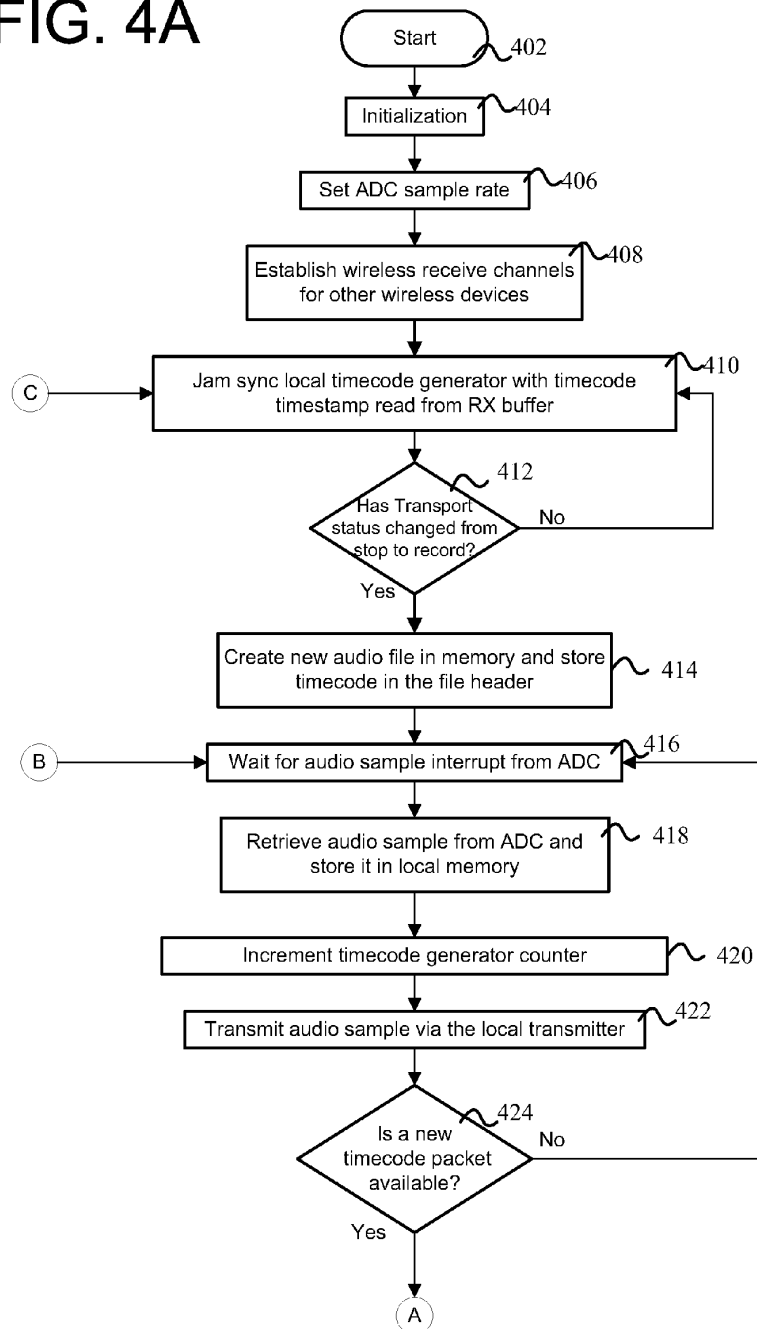 FIG. 4A
Start
402
Initialization
404
Set ADC sample rate
406
Establish wireless receive channels
for other wireless devices
408
C
Jam sync local timecode generator with timecode
timestamp read from RX buffer
410
Has Transport
status changed from
stop to record?
412
No
Yes
Create new audio file in memory and store
timecode in the file header
414
B
Wait for audio sample interrupt from ADC
416
Retrieve audio sample from ADC and
store it in local memory
418
Increment timecode generator counter
420
Transmit audio sample via the local transmitter
422
Is a new
timecode packet
available?
424
No
Yes
A